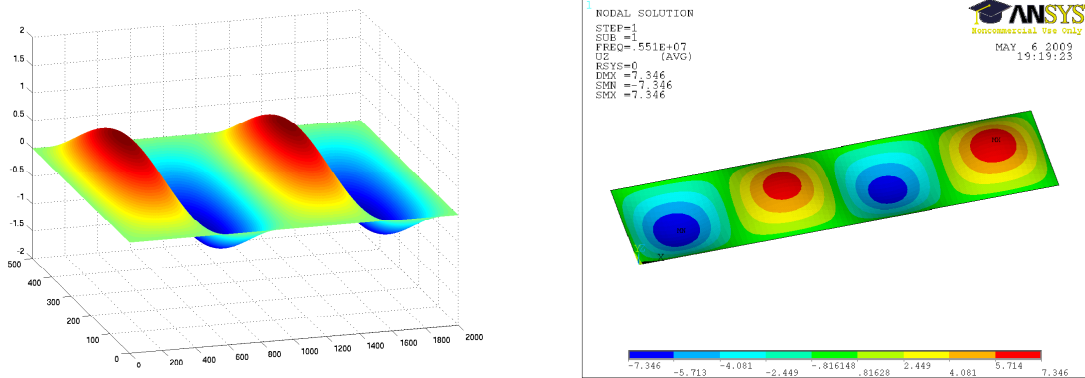 2
1.5
1
0.5
0
-0.5
-1
-1.5
-2
500
400
300
200
100
0
0
200
400
600
800
1000
1200
1400
1600
1800
2000
1
NODAL SOLUTION
STEP=1
SUB =1
FREQ=.551E+07
UZ (AVG)
RSYS=0
DMX =7.346
SMN =-7.346
SMX =7.346
ANSYS
Noncommercial Use Only
MAY 6 2009
19:19:23
MX
Y
X
-7.346
-5.713
-4.081
-2.449
-.816148
.81628
2.449
4.081
5.714
7.346